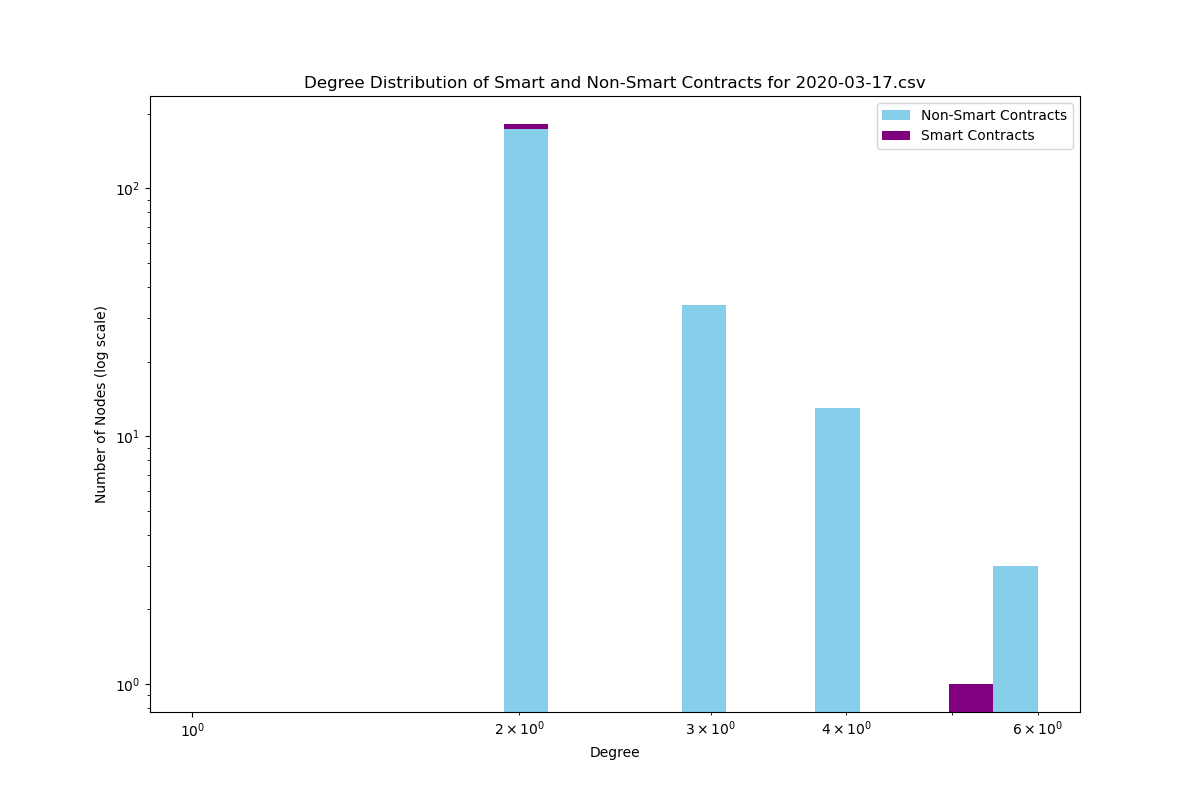 Degree Distribution of Smart and Non-Smart Contracts for 2020-03-17.csv
Non-Smart Contracts
Smart Contracts
Number of Nodes (log scale)
10²
10¹
10⁰
10⁰ 2 × 10⁰ 3 × 10⁰ 4 × 10⁰ 6 × 10⁰
Degree